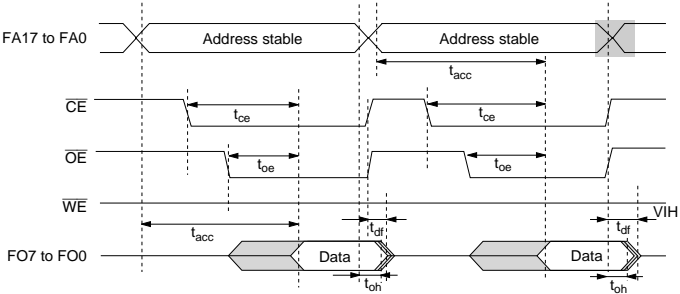 FA17 to FA0
Address stable
Address stable
tacc
CE
tce
tce
OE
toe
toe
WE
VIH
tacc
tdf
tdf
FO7 to FO0
Data
Data
toh
toh